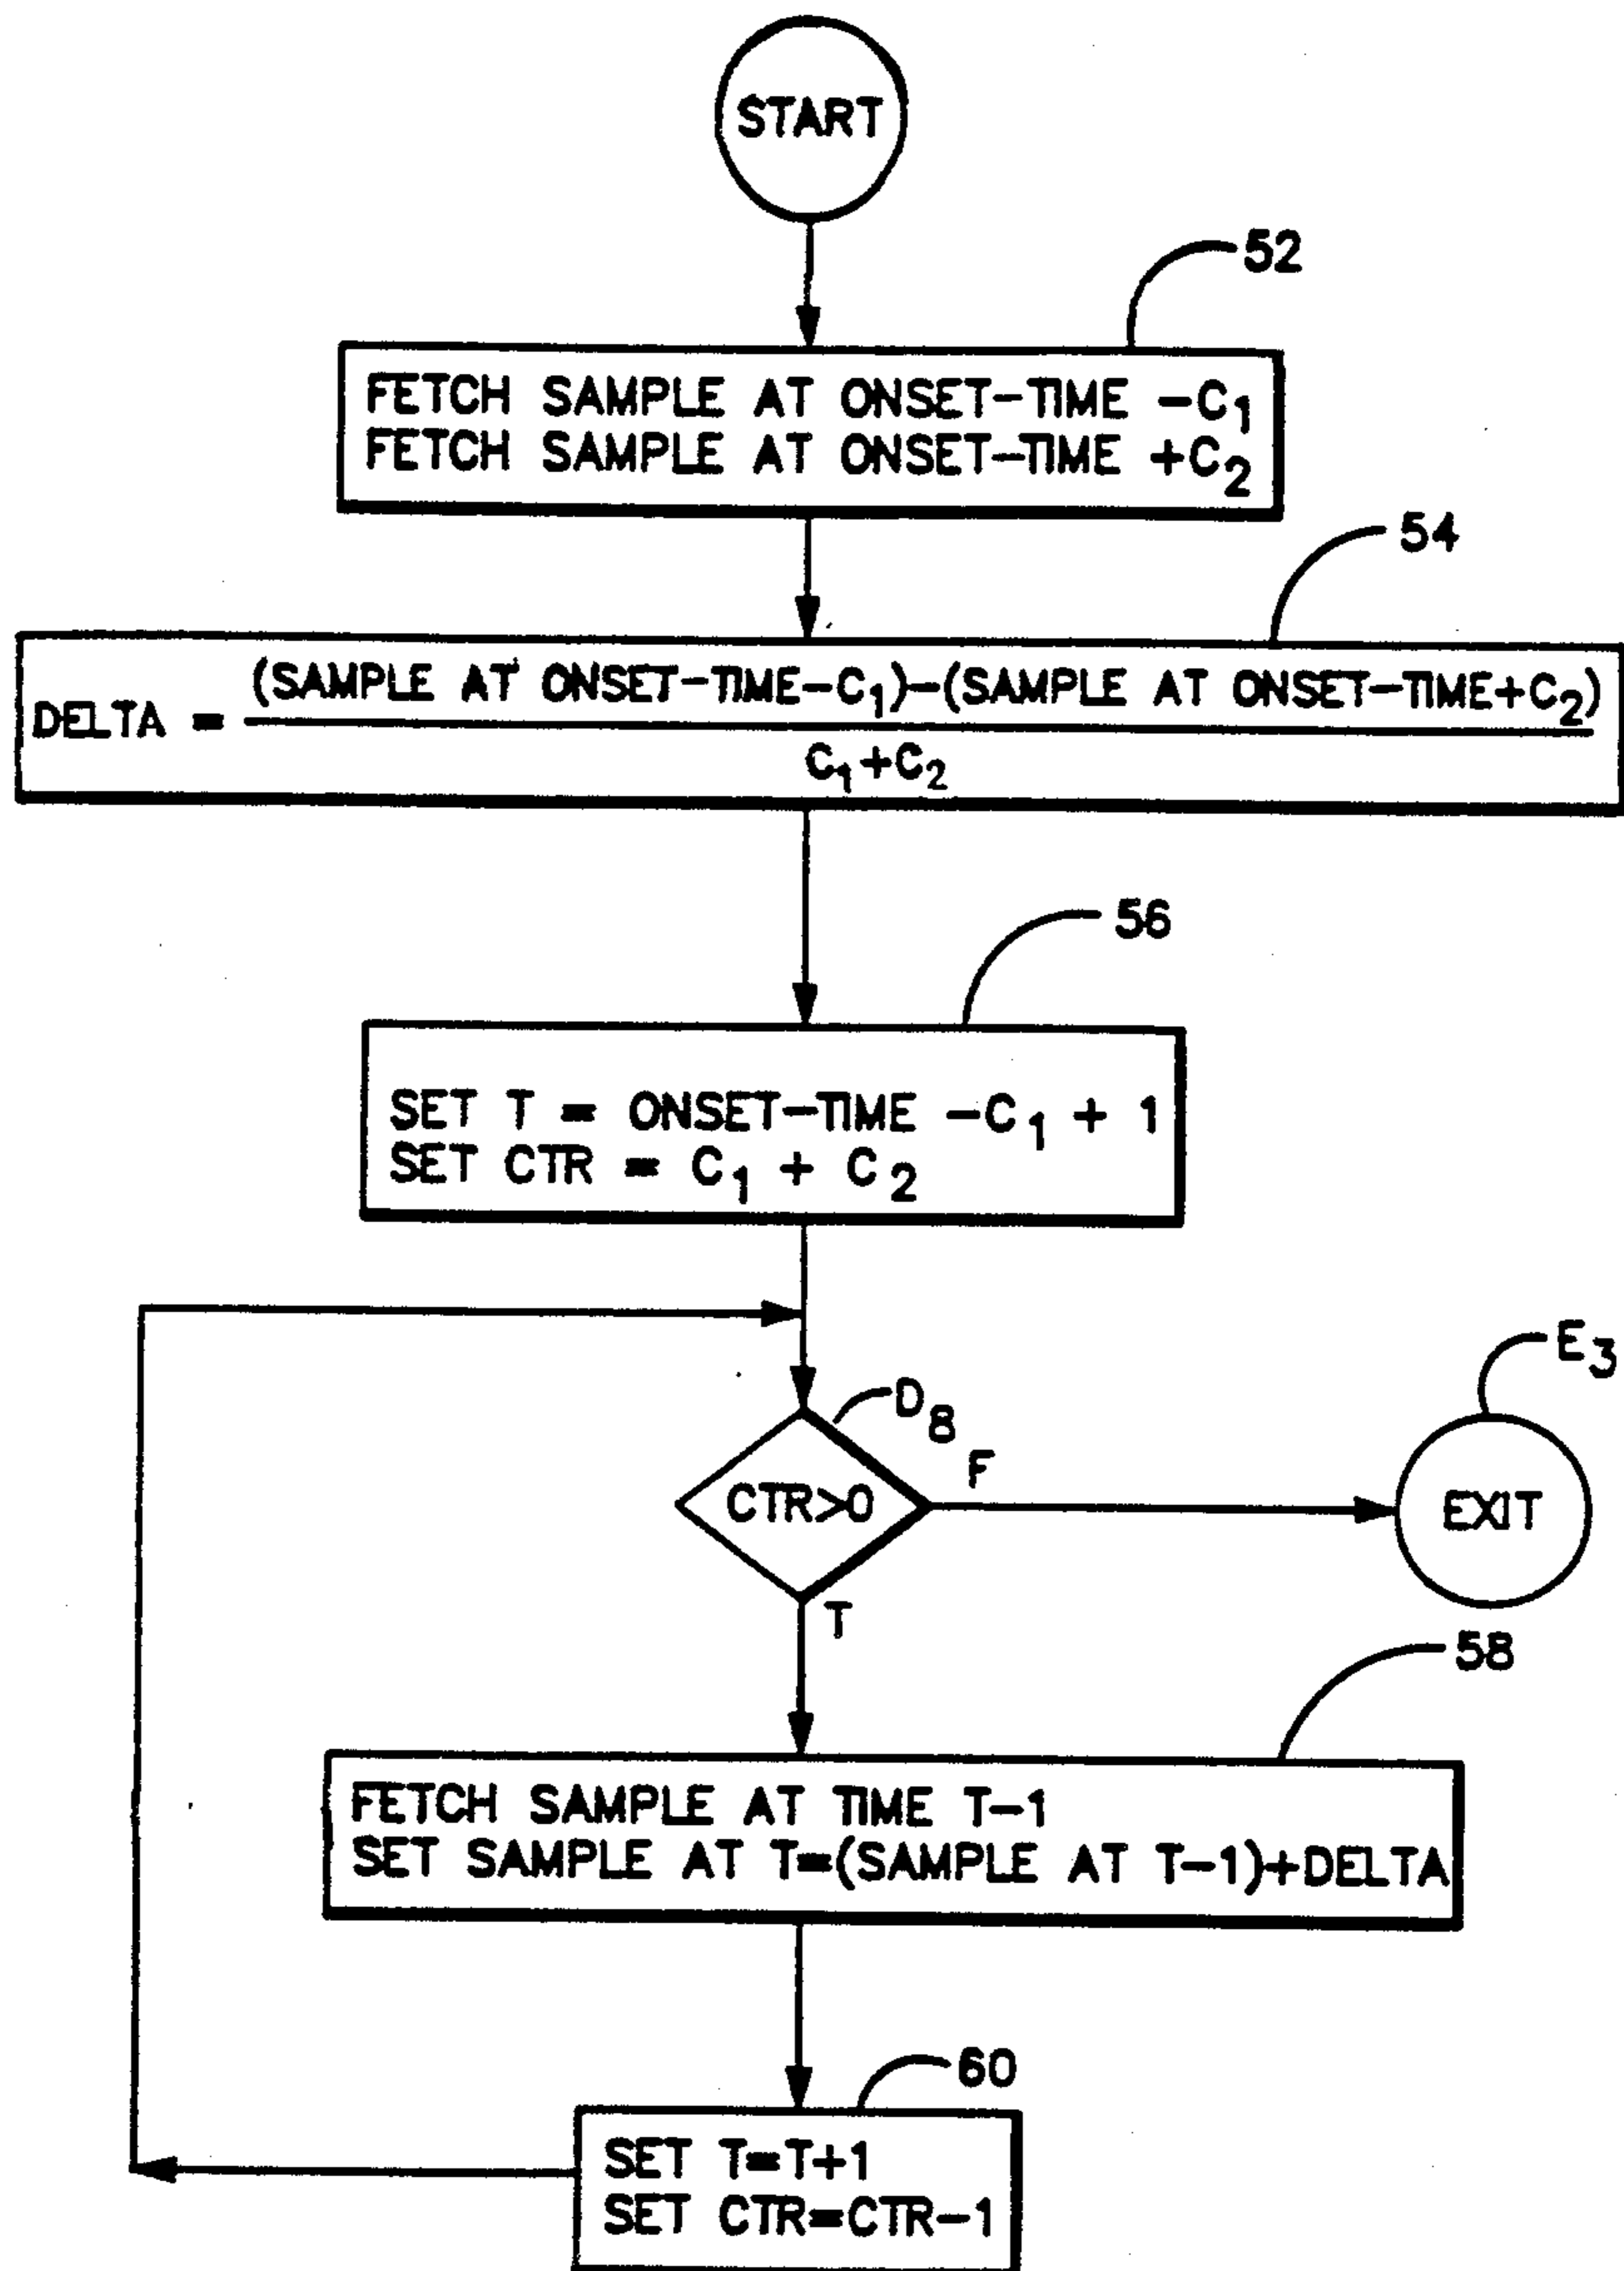 START
52
FETCH SAMPLE AT ONSET-TIME -C₁
FETCH SAMPLE AT ONSET-TIME +C₂
54
(SAMPLE AT ONSET-TIME-C₁)-(SAMPLE AT ONSET-TIME+C₂)
DELTA =
C₁+C₂
56
SET T = ONSET-TIME -C₁ + 1
SET CTR = C₁ + C₂
E₃
D₈
F
CTR>0
EXIT
T
58
FETCH SAMPLE AT TIME T-1
SET SAMPLE AT T=(SAMPLE AT T-1)+DELTA
60
SET T=T+1
SET CTR=CTR-1